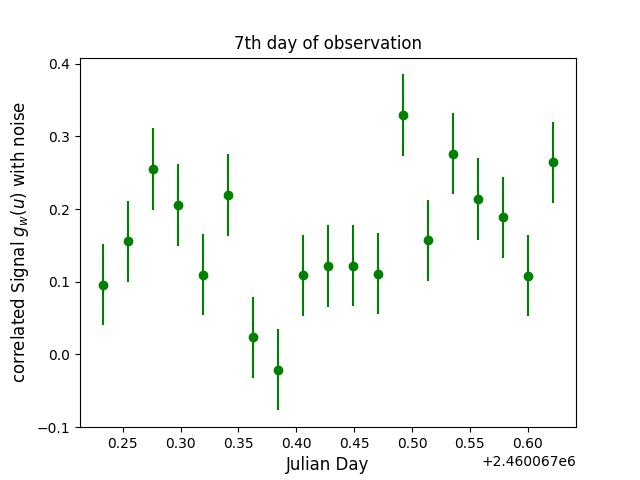 7th day of observation
correlated Signal g_w(u) with noise
0.4
0.3
0.2
0.1
0.0
−0.1
0.25 0.30 0.35 0.40 0.45 0.50 0.55 0.60
+2.460067e6
Julian Day